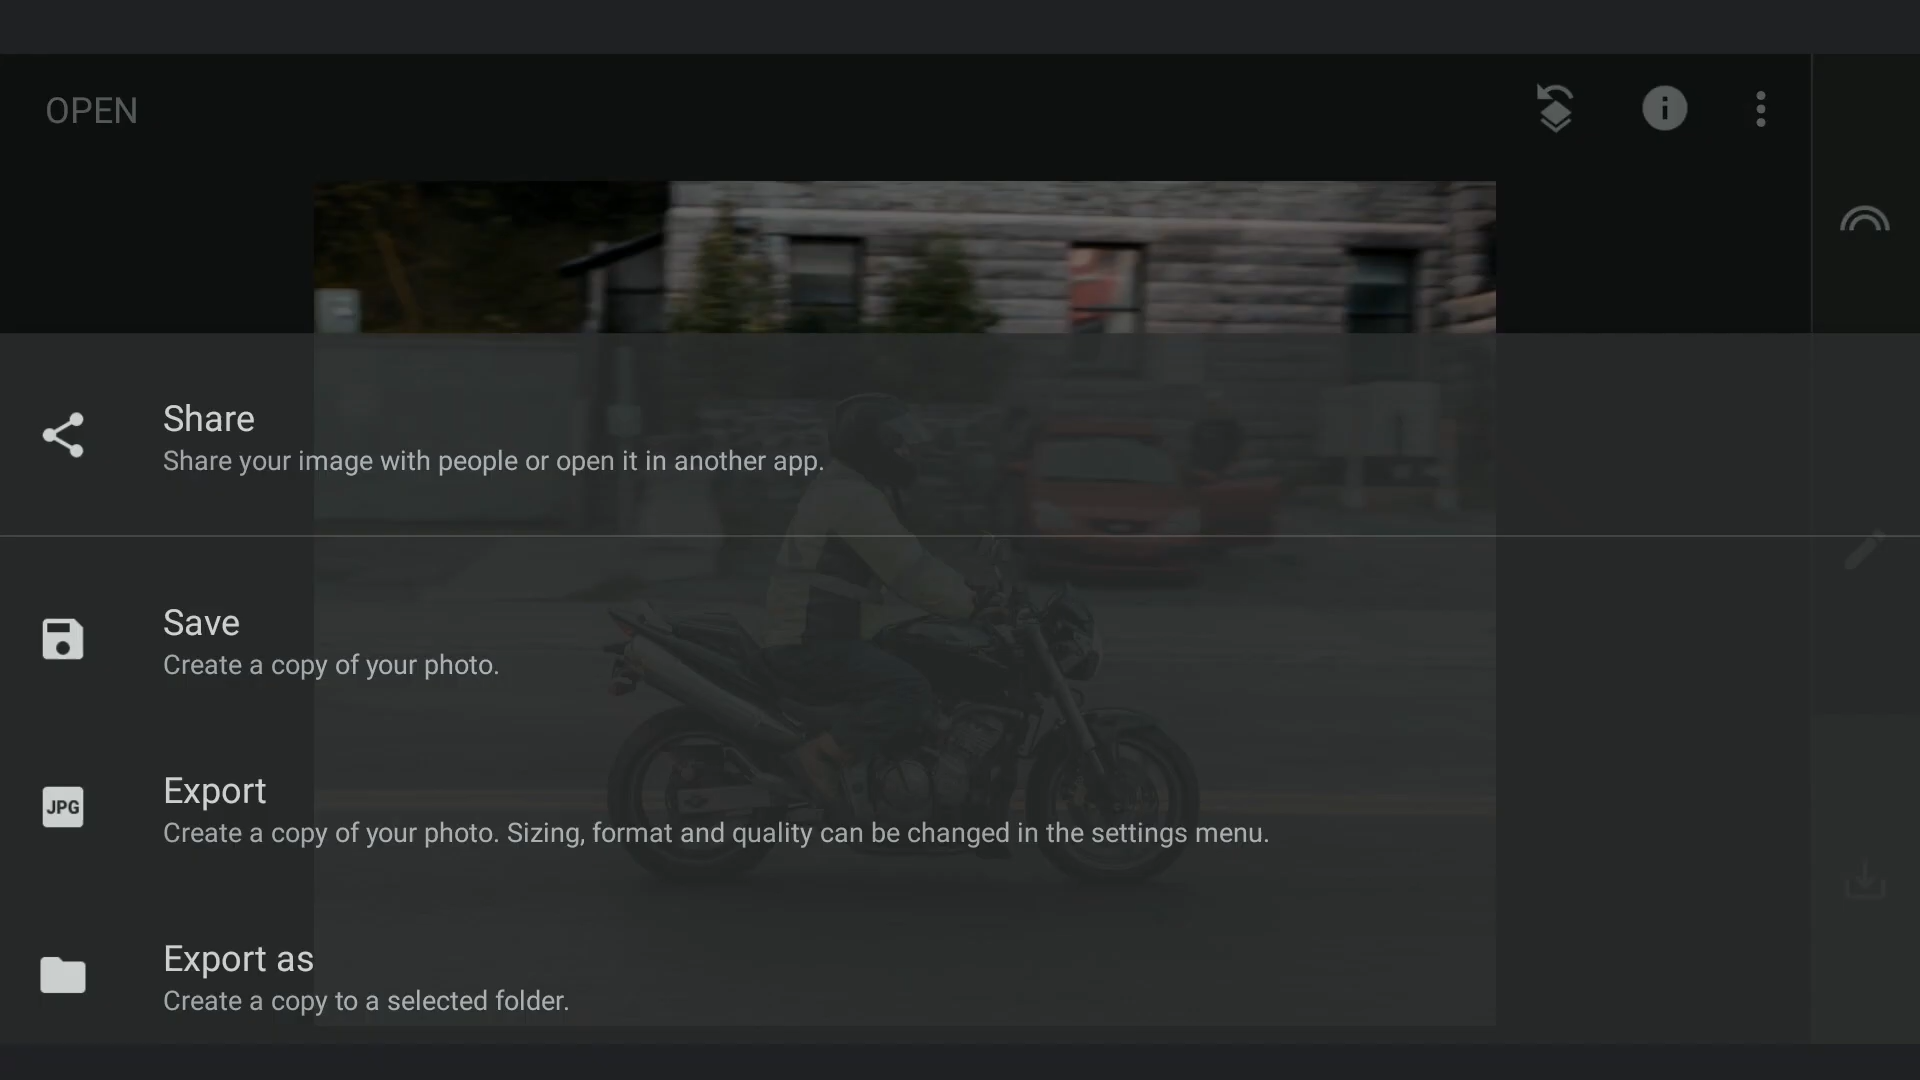 OPEN
Share
Share your image with people or open it in another app.
Save
Create a copy of your photo.
JPG
Export
Create a copy of your photo. Sizing, format and quality can be changed in the settings menu.
Export as
Create a copy to a selected folder.